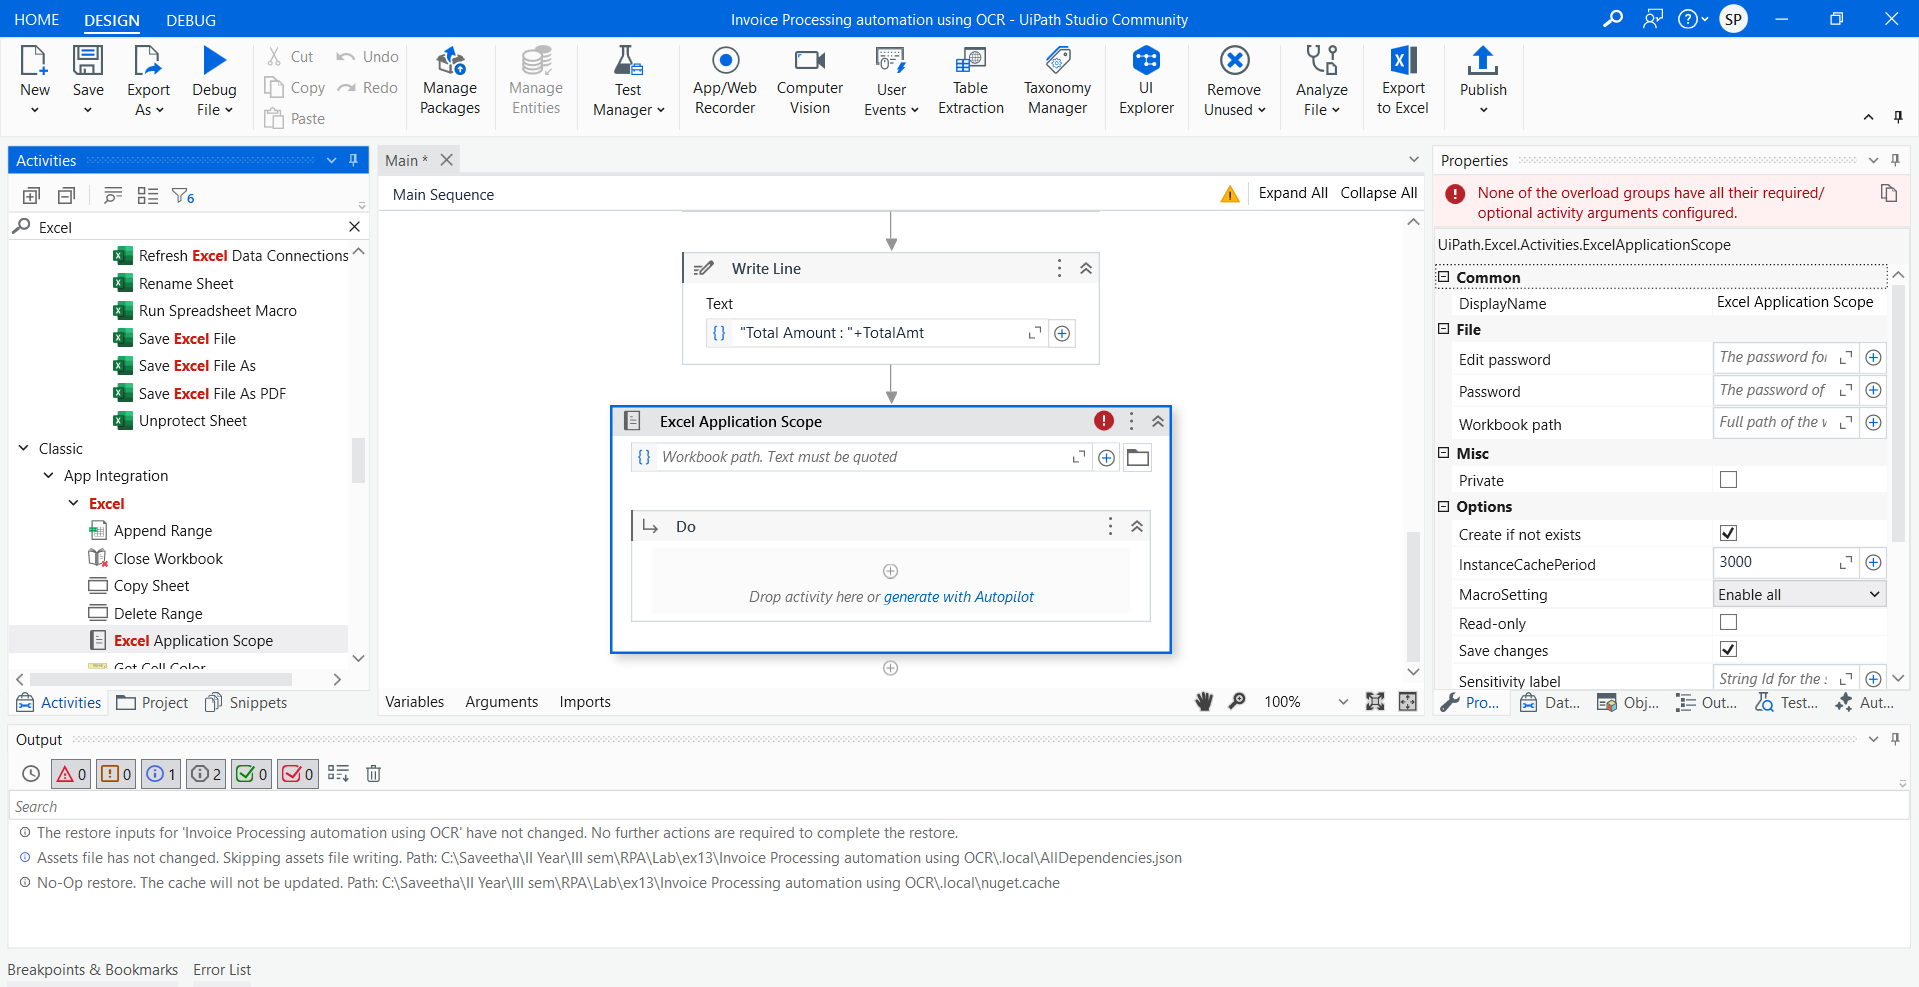 HOME DESIGN DEBUG
Invoice Processing automation using OCR - UiPath Studio Community
SP
New
Save
Export As
Debug File
Cut
Copy
Paste
Undo
Redo
Manage Packages
Manage Entities
Test Manager
App/Web Recorder
Computer Vision
User Events
Table Extraction
Taxonomy Manager
UI Explorer
Remove Unused
Analyze File
Export to Excel
Publish
Activities
6
Excel
Refresh Excel Data Connections
Rename Sheet
Run Spreadsheet Macro
Save Excel File
Save Excel File As
Save Excel File As PDF
Unprotect Sheet
Classic
App Integration
Excel
Append Range
Close Workbook
Copy Sheet
Delete Range
Excel Application Scope
Get Cell Color
Activities Project Snippets
Main *
Main Sequence
Expand All Collapse All
Write Line
Text
{} "Total Amount : "+TotalAmt
Excel Application Scope
{} Workbook path. Text must be quoted
Do
Drop activity here or generate with Autopilot
Variables Arguments Imports
100%
Properties
None of the overload groups have all their required/
optional activity arguments configured.
UiPath.Excel.Activities.ExcelApplicationScope
Common
DisplayName Excel Application Scope
File
Edit password The password fo
Password The password of
Workbook path Full path of the
Misc
Private
Options
Create if not exists
InstanceCachePeriod 3000
MacroSetting Enable all
Read-only
Save changes
Sensitivity label String Id for the
Pro... Dat... Obj... Out... Test... Aut...
Output
0 0 1 2 0 0
Search
The restore inputs for 'Invoice Processing automation using OCR' have not changed. No further actions are required to complete the restore.
Assets file has not changed. Skipping assets file writing. Path: C:\Saveetha\II Year\III sem\RPA\Lab\ex13\Invoice Processing automation using OCR\.local\AllDependencies.json
No-Op restore. The cache will not be updated. Path: C:\Saveetha\II Year\III sem\RPA\Lab\ex13\Invoice Processing automation using OCR\.local\nuget.cache
Breakpoints & Bookmarks Error List